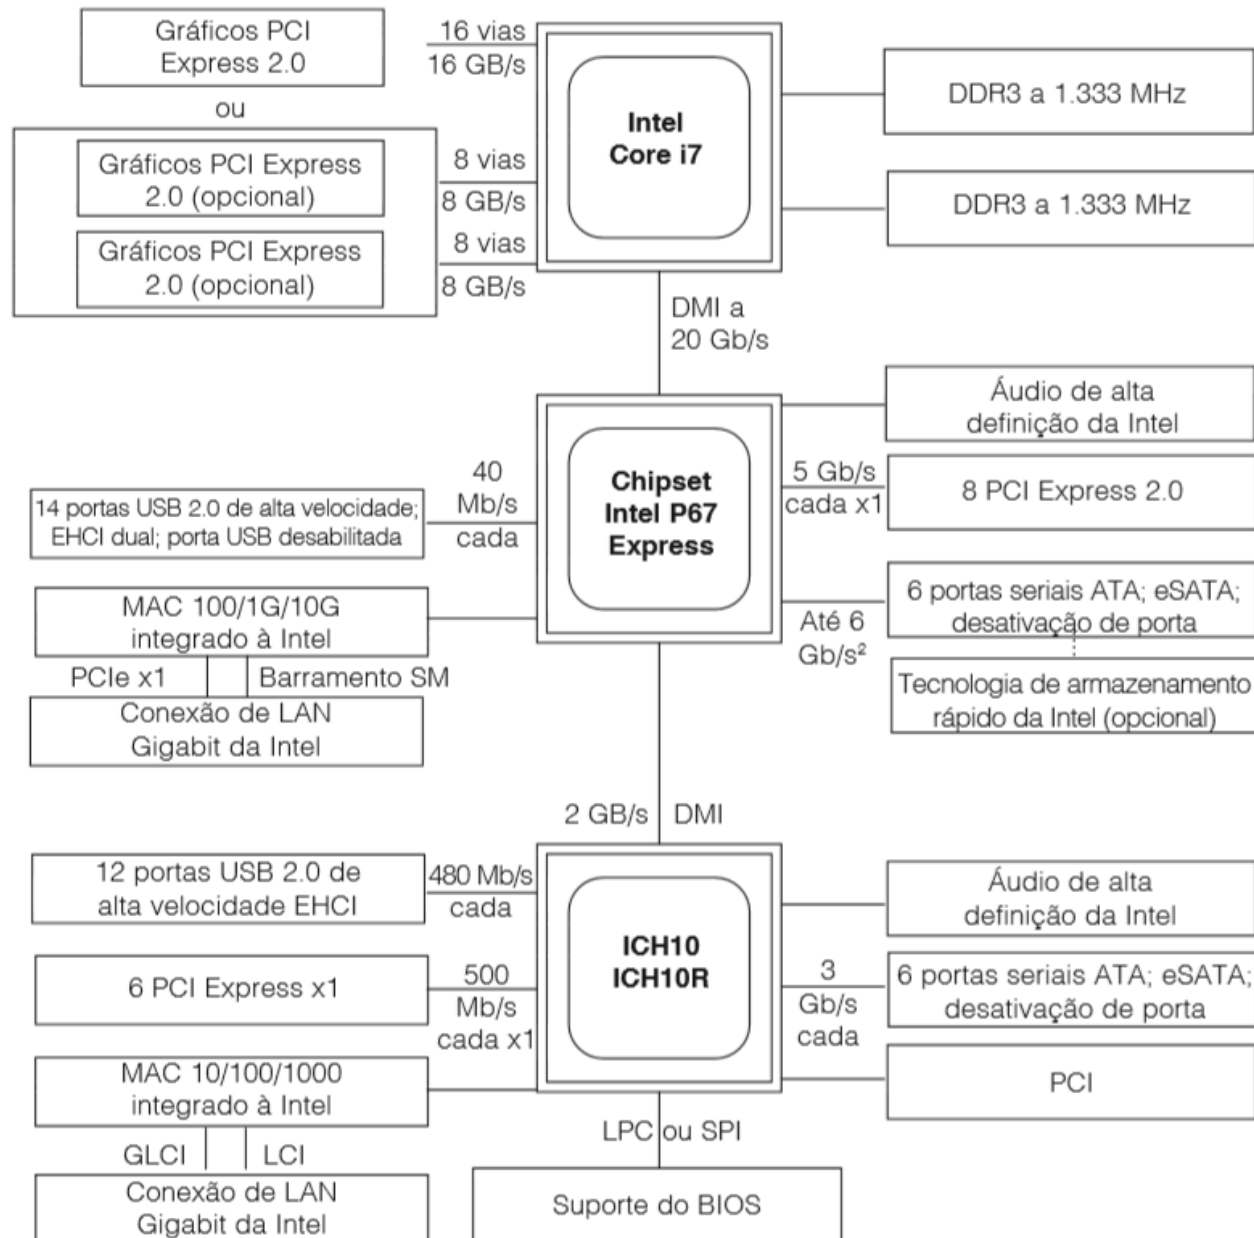 Gráficos PCI
Express 2.0
16 vias
16 GB/s
ou
Gráficos PCI Express
2.0 (opcional)
8 vias
8 GB/s
Gráficos PCI Express
2.0 (opcional)
8 vias
8 GB/s
Intel
Core i7
DDR3 a 1.333 MHz
DDR3 a 1.333 MHz
DMI a
20 Gb/s
Áudio de alta
definição da Intel
14 portas USB 2.0 de alta velocidade;
EHCI dual; porta USB desabilitada
40
Mb/s
cada
Chipset
Intel P67
Express
5 Gb/s
cada x1
8 PCI Express 2.0
MAC 100/1G/10G
integrado à Intel
Até 6
Gb/s²
6 portas seriais ATA; eSATA;
desativação de porta
PCIe x1
Barramento SM
Conexão de LAN
Gigabit da Intel
Tecnologia de armazenamento
rápido da Intel (opcional)
2 GB/s
DMI
12 portas USB 2.0 de
alta velocidade EHCI
480 Mb/s
cada
Áudio de alta
definição da Intel
ICH10
ICH10R
6 PCI Express x1
500
Mb/s
cada x1
3
Gb/s
cada
6 portas seriais ATA; eSATA;
desativação de porta
MAC 10/100/1000
integrado à Intel
PCI
GLCI
LCI
LPC ou SPI
Conexão de LAN
Gigabit da Intel
Suporte do BIOS